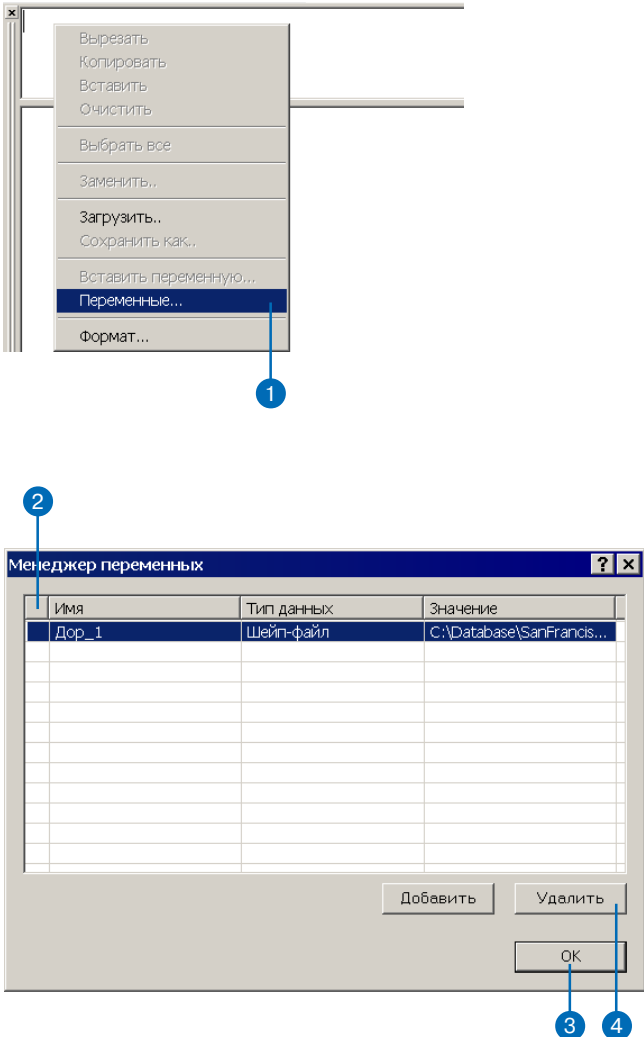 Вырезать
Копировать
Вставить
Очистить
Выбрать все
Заменить..
Загрузить..
Сохранить как..
Вставить переменную...
Переменные...
Формат...
1
2
Менеджер переменных
Имя Тип данных Значение
Дор_1 Шейп-файл C:\Database\SanFrancis...
Добавить Удалить
OK
3 4